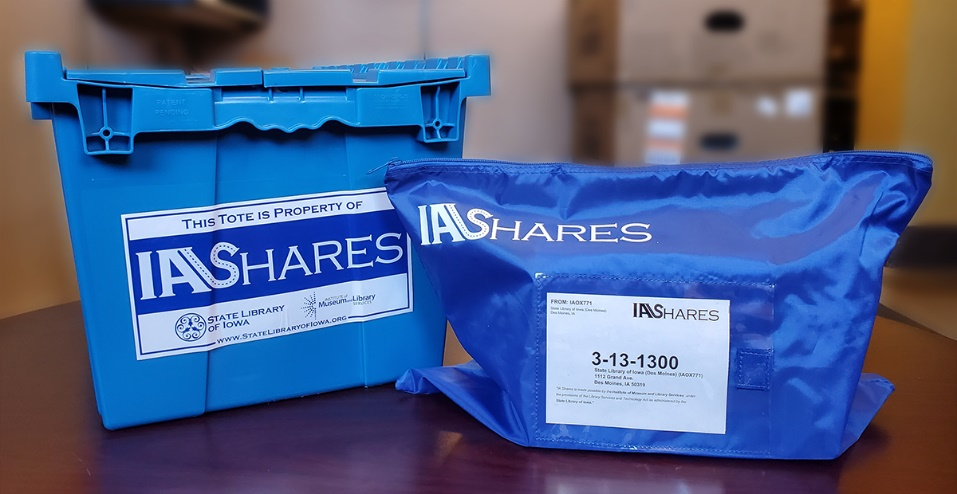 PATENT
PENDING
THIS TOTE IS PROPERTY OF
IASHARES
STATE LIBRARY
OF IOWA
INSTITUTE of
Museum and Library
SERVICES
WWW.STATELIBRARYOFIOWA.ORG
IASHARES
FROM: IAOX771
State Library of Iowa (Des Moines)
Des Moines, IA
IASHARES
3-13-1300
State Library of Iowa (Des Moines) (IAOX771)
1112 Grand Ave.
Des Moines, IA 50319
"IA Shares is made possible by the Institute of Museum and Library Services under
the provisions of the Library Services and Technology Act as administered by the
State Library of Iowa."